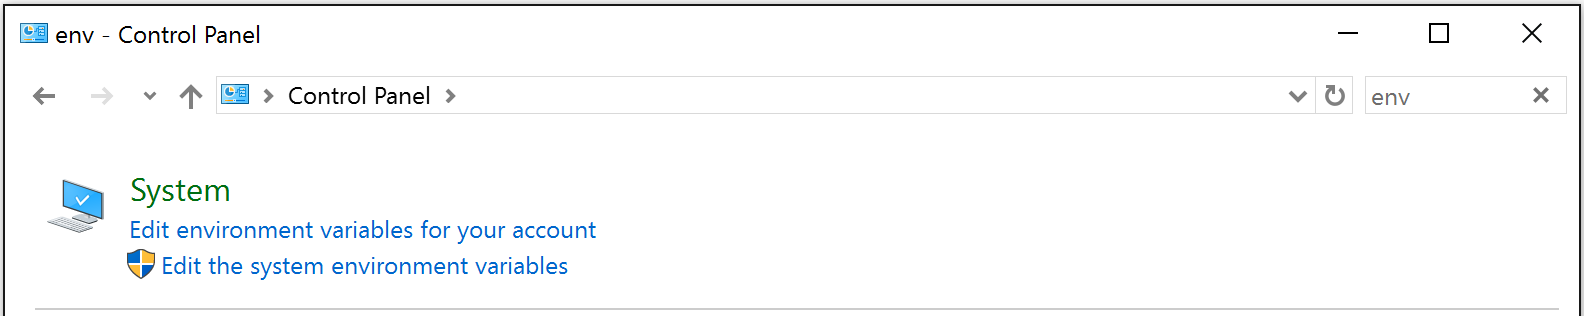 env - Control Panel
Control Panel
env
System
Edit environment variables for your account
Edit the system environment variables